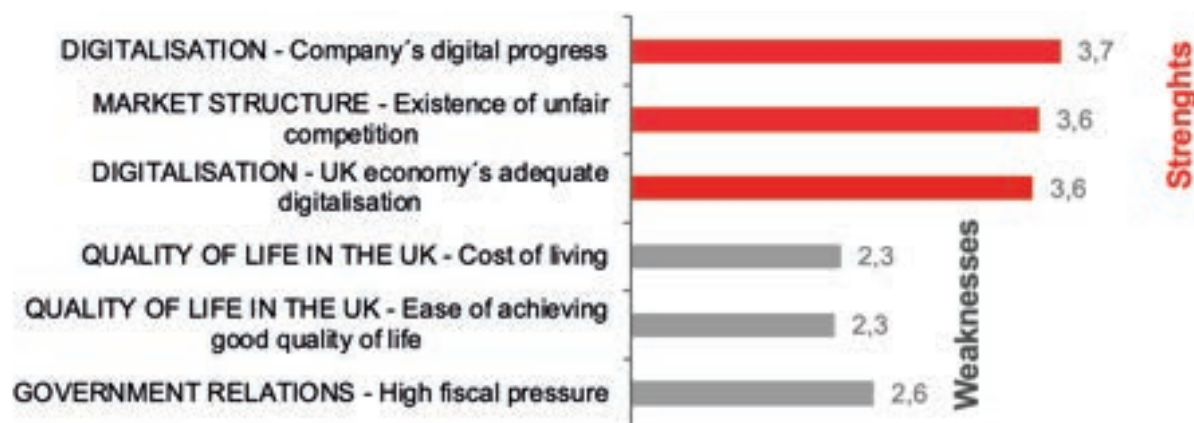 DIGITALISATION - Company´s digital progress
3,7
MARKET STRUCTURE - Existence of unfair
competition
3,6
DIGITALISATION - UK economy´s adequate
digitalisation
3,6
Strenghts
QUALITY OF LIFE IN THE UK - Cost of living
2,3
QUALITY OF LIFE IN THE UK - Ease of achieving
good quality of life
2,3
GOVERNMENT RELATIONS - High fiscal pressure
2,6
Weaknesses